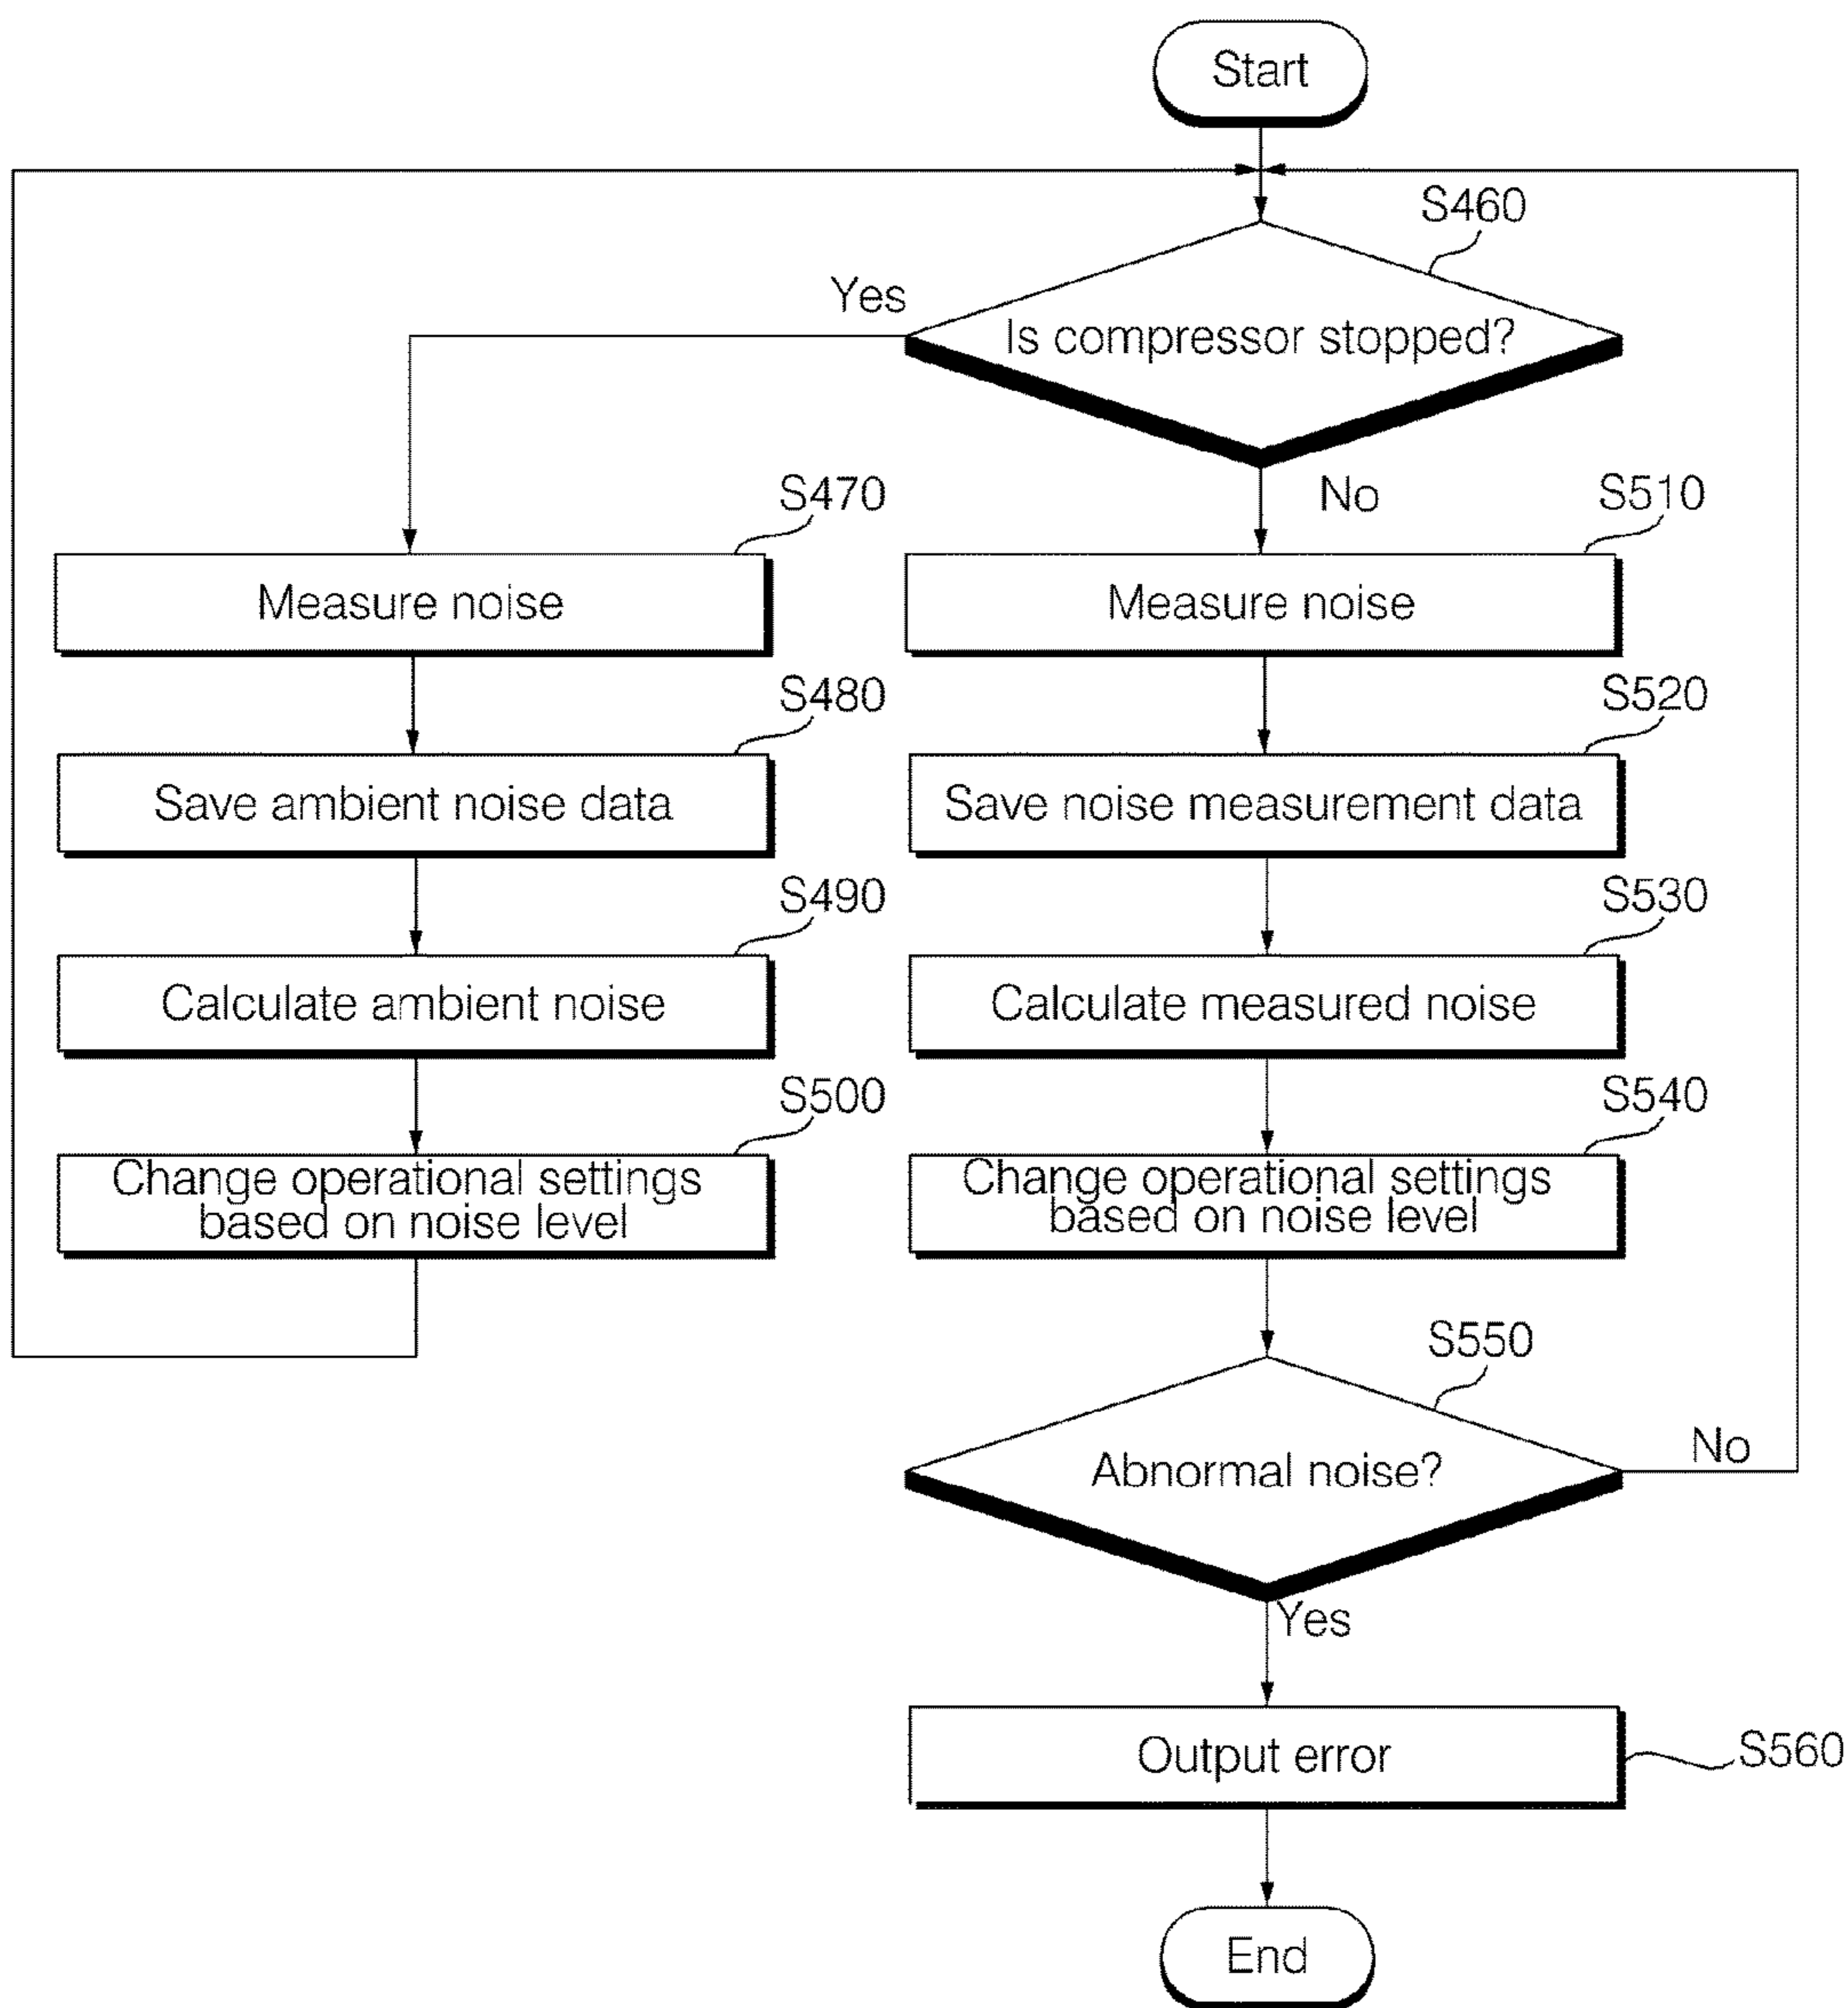 Start
S460
Yes
Is compressor stopped?
No
S470
S510
Measure noise
Measure noise
S480
S520
Save ambient noise data
Save noise measurement data
S490
S530
Calculate ambient noise
Calculate measured noise
S500
S540
Change operational settings
based on noise level
Change operational settings
based on noise level
S550
Abnormal noise?
No
Yes
Output error
S560
End